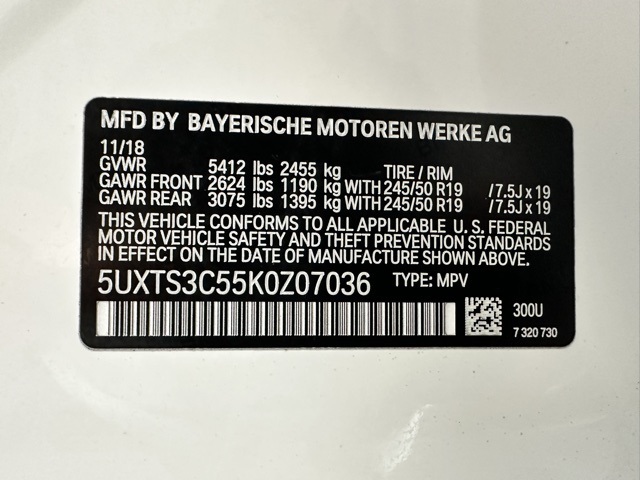 MFD BY BAYERISCHE MOTOREN WERKE AG
11/18
GVWR 5412 lbs 2455 kg TIRE / RIM
GAWR FRONT 2624 lbs 1190 kg WITH 245/50 R19 /7.5J x 19
GAWR REAR 3075 lbs 1395 kg WITH 245/50 R19 /7.5J x 19
THIS VEHICLE CONFORMS TO ALL APPLICABLE U. S. FEDERAL
MOTOR VEHICLE SAFETY AND THEFT PREVENTION STANDARDS
IN EFFECT ON THE DATE OF MANUFACTURE SHOWN ABOVE.
5UXTS3C55K0Z07036 TYPE: MPV
300U
7 320 730